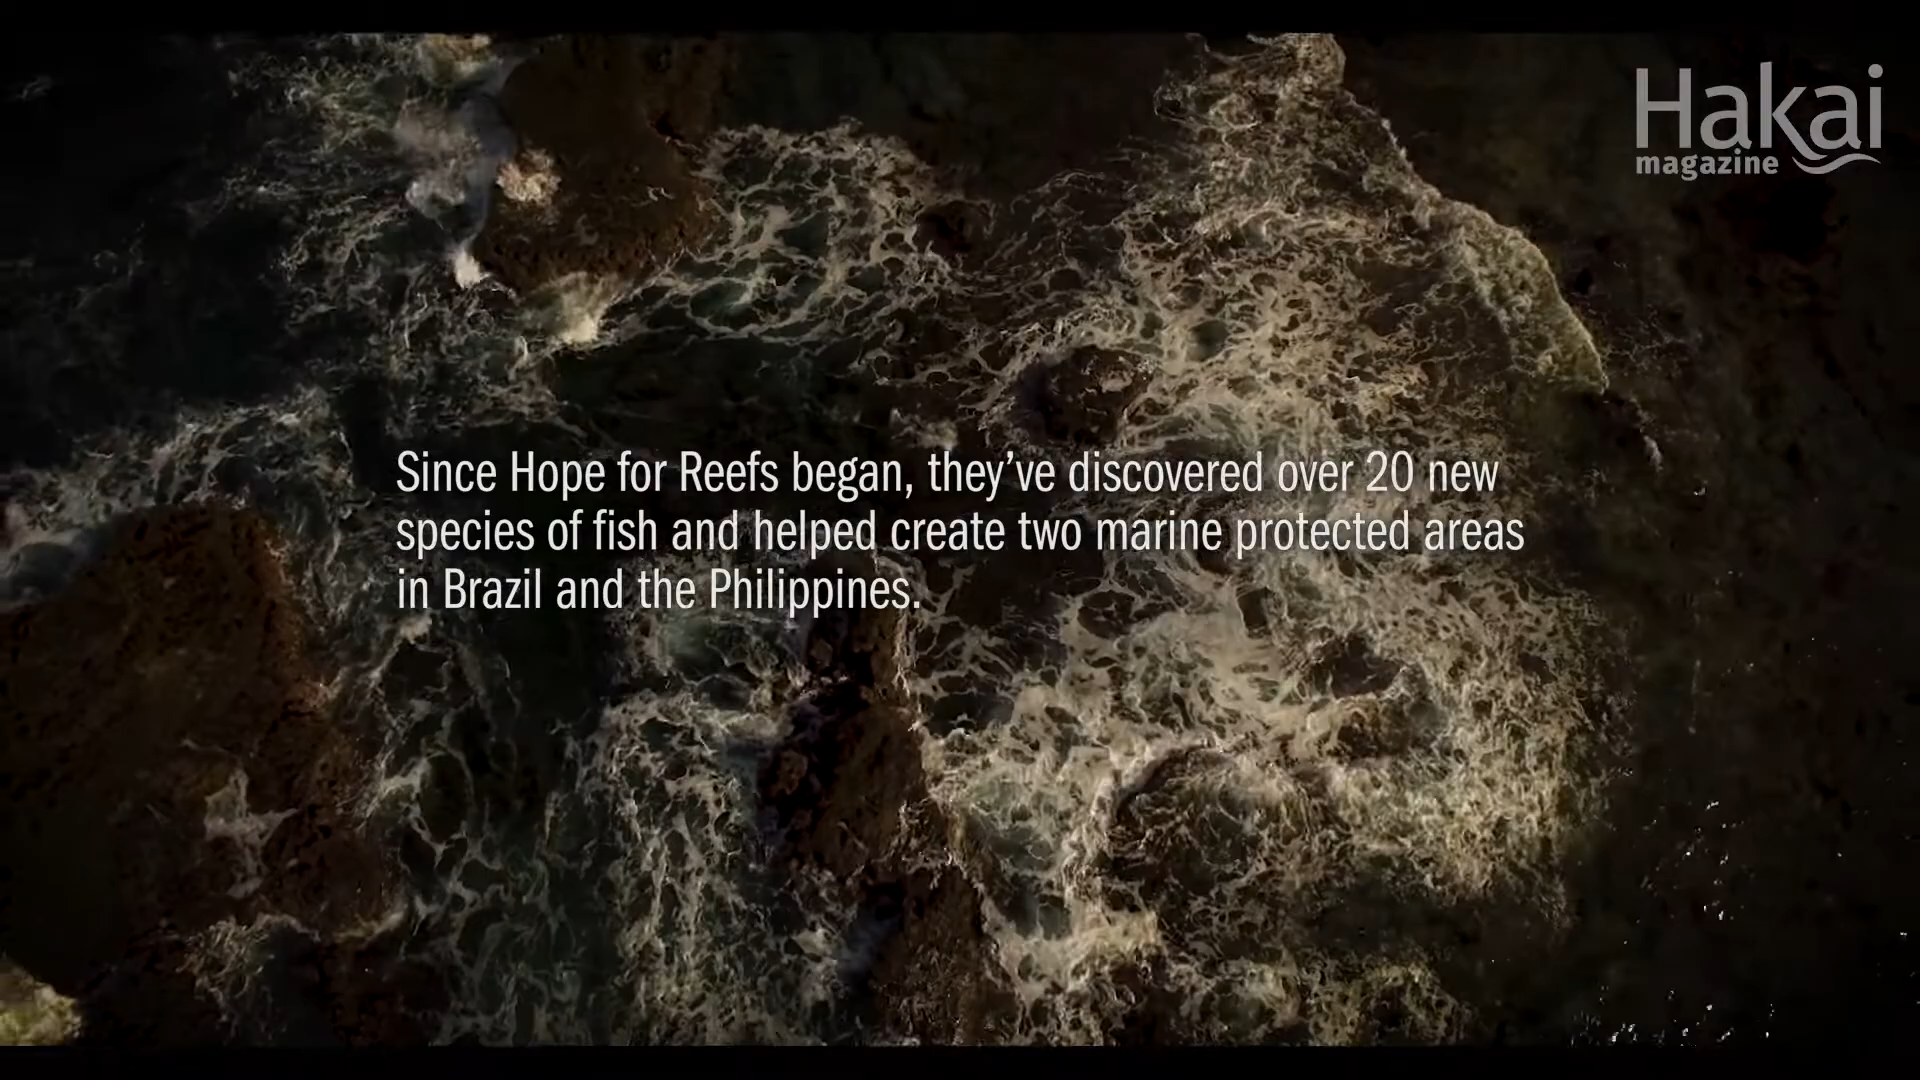 Hakai
magazine
Since Hope for Reefs began, they’ve discovered over 20 new
species of fish and helped create two marine protected areas
in Brazil and the Philippines.